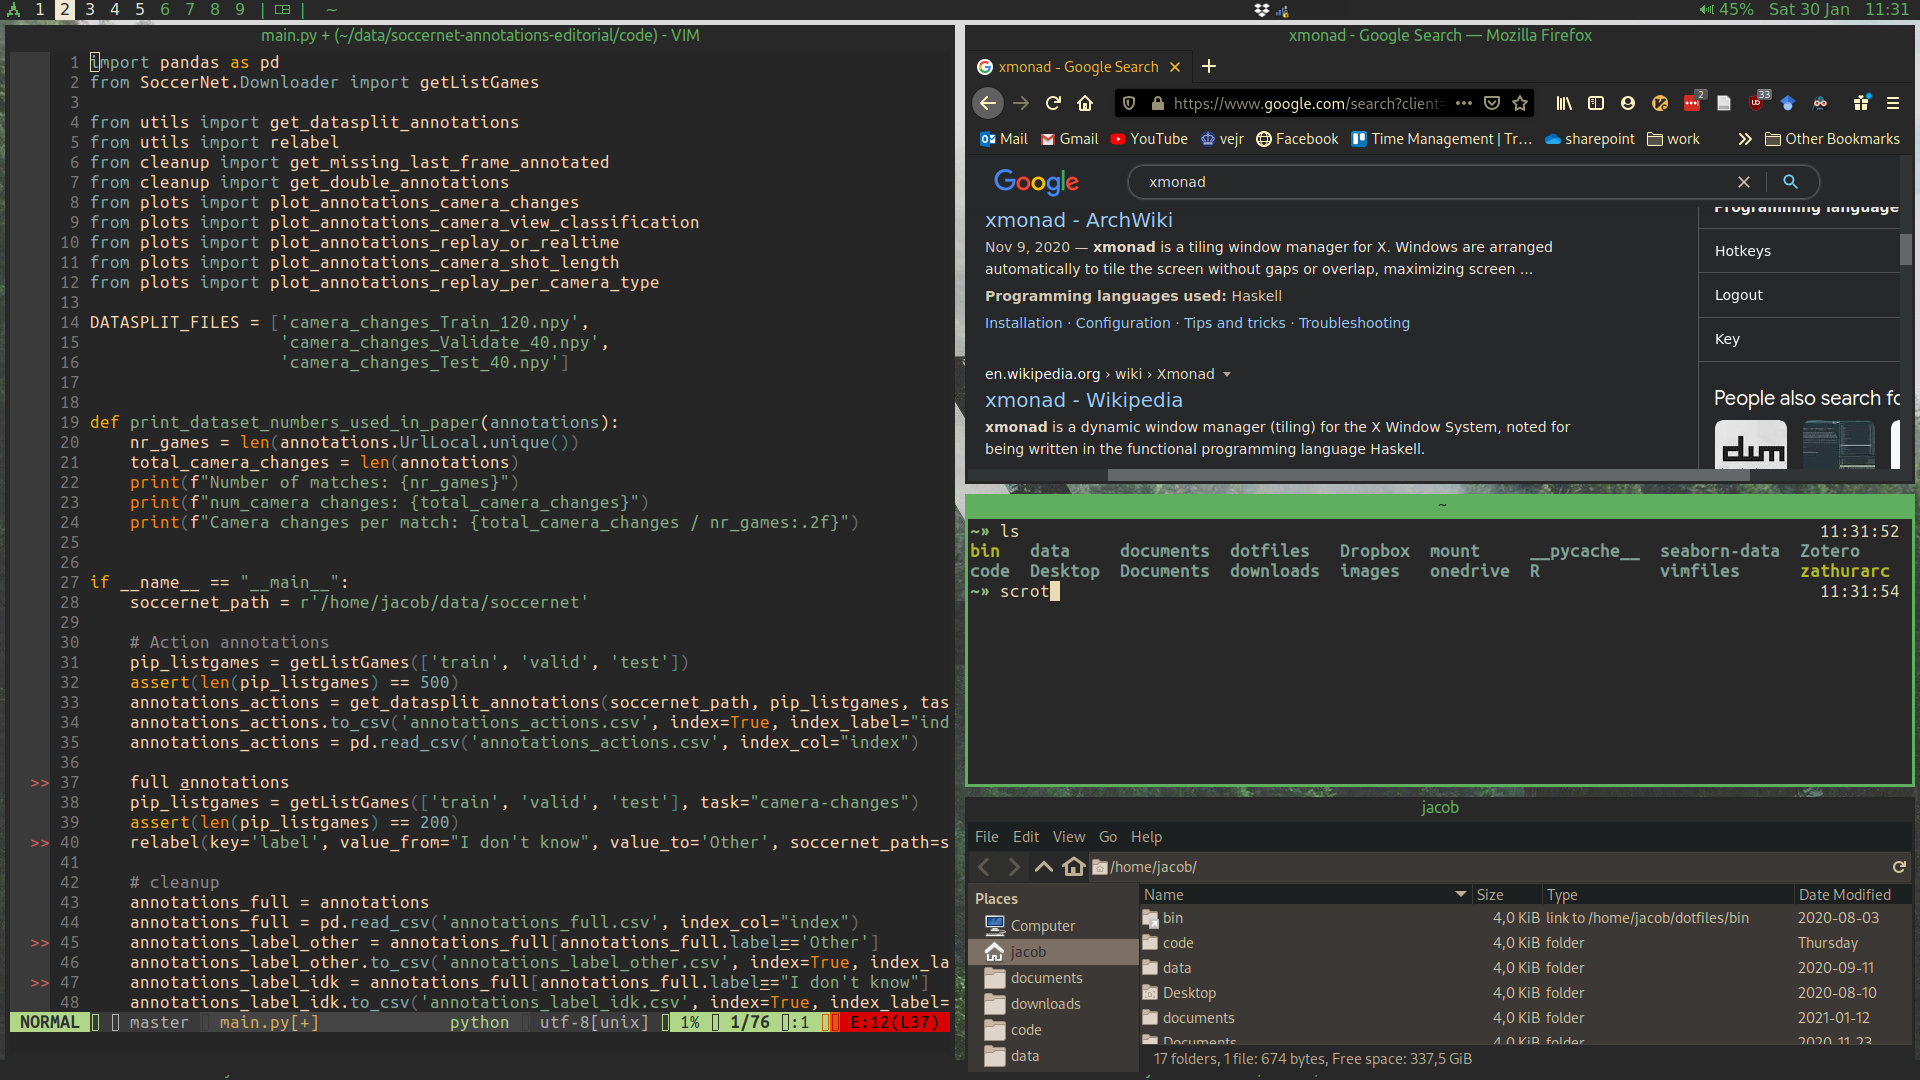 1 2 3 4 5 6 7 8 9 | | ~
45% Sat 30 Jan 11:31
main.py + (~/data/soccernet-annotations-editorial/code) - VIM
1 import pandas as pd
2 from SoccerNet.Downloader import getListGames
3
4 from utils import get_datasplit_annotations
5 from utils import relabel
6 from cleanup import get_missing_last_frame_annotated
7 from cleanup import get_double_annotations
8 from plots import plot_annotations_camera_changes
9 from plots import plot_annotations_camera_view_classification
10 from plots import plot_annotations_replay_or_realtime
11 from plots import plot_annotations_camera_shot_length
12 from plots import plot_annotations_replay_per_camera_type
13
14 DATASPLIT_FILES = ['camera_changes_Train_120.npy',
15 'camera_changes_Validate_40.npy',
16 'camera_changes_Test_40.npy']
17
18
19 def print_dataset_numbers_used_in_paper(annotations):
20 nr_games = len(annotations.UrlLocal.unique())
21 total_camera_changes = len(annotations)
22 print(f"Number of matches: {nr_games}")
23 print(f"num_camera changes: {total_camera_changes}")
24 print(f"Camera changes per match: {total_camera_changes / nr_games:.2f}")
25
26
27 if __name__ == "__main__":
28 soccernet_path = r'/home/jacob/data/soccernet'
29
30 # Action annotations
31 pip_listgames = getListGames(['train', 'valid', 'test'])
32 assert(len(pip_listgames) == 500)
33 annotations_actions = get_datasplit_annotations(soccernet_path, pip_listgames, tas
34 annotations_actions.to_csv('annotations_actions.csv', index=True, index_label="ind
35 annotations_actions = pd.read_csv('annotations_actions.csv', index_col="index")
36
>> 37 full annotations
38 pip_listgames = getListGames(['train', 'valid', 'test'], task="camera-changes")
39 assert(len(pip_listgames) == 200)
>> 40 relabel(key='label', value_from="I don't know", value_to='Other', soccernet_path=s
41
42 # cleanup
43 annotations_full = annotations
44 annotations_full = pd.read_csv('annotations_full.csv', index_col="index")
>> 45 annotations_label_other = annotations_full[annotations_full.label=='Other']
46 annotations_label_other.to_csv('annotations_label_other.csv', index=True, index_la
>> 47 annotations_label_idk = annotations_full[annotations_full.label=="I don't know"]
48 annotations_label_idk.to_csv('annotations_label_idk.csv', index=True, index_label=
NORMAL master main.py[+] python utf-8[unix] 1% 1/76 :1 E:12(L37)
xmonad - Google Search — Mozilla Firefox
xmonad - Google Search
https://www.google.com/search?client= 2 33
Mail Gmail YouTube vejr Facebook Time Management | Tr… sharepoint work Other Bookmarks
Google xmonad
xmonad - ArchWiki
Nov 9, 2020 — xmonad is a tiling window manager for X. Windows are arranged
automatically to tile the screen without gaps or overlap, maximizing screen ...
Programming languages used: Haskell
Installation · Configuration · Tips and tricks · Troubleshooting
en.wikipedia.org › wiki › Xmonad
xmonad - Wikipedia
xmonad is a dynamic window manager (tiling) for the X Window System, noted for
being written in the functional programming language Haskell.
Programming language
Hotkeys
Logout
Key
People also search fo
dwm
~
~» ls 11:31:52
bin data documents dotfiles Dropbox mount __pycache__ seaborn-data Zotero
code Desktop Documents downloads images onedrive R vimfiles zathurarc
~» scrot 11:31:54
jacob
File Edit View Go Help
/home/jacob/
Places
Computer
jacob
documents
downloads
code
data
Name Size Type Date Modified
bin 4,0 KiB link to /home/jacob/dotfiles/bin 2020-08-03
code 4,0 KiB folder Thursday
data 4,0 KiB folder 2020-09-11
Desktop 4,0 KiB folder 2020-08-10
documents 4,0 KiB folder 2021-01-12
Documents 4,0 KiB folder 2020-11-23
17 folders, 1 file: 674 bytes, Free space: 337,5 GiB